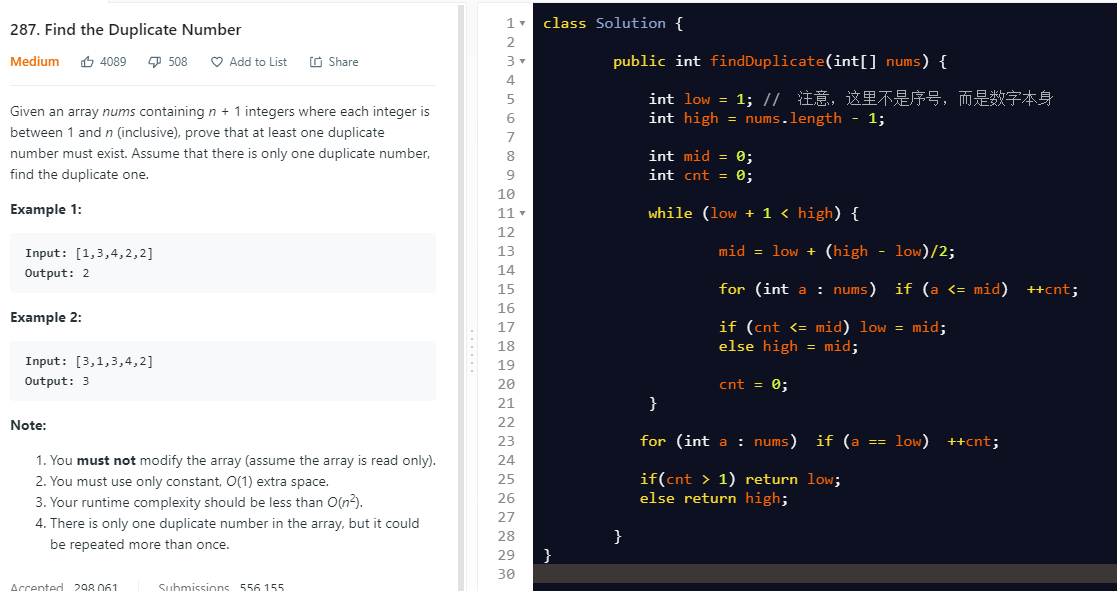 287. Find the Duplicate Number
Medium 4089 508 Add to List Share
Given an array nums containing n + 1 integers where each integer is
between 1 and n (inclusive), prove that at least one duplicate
number must exist. Assume that there is only one duplicate number,
find the duplicate one.
Example 1:
Input: [1,3,4,2,2]
Output: 2
Example 2:
Input: [3,1,3,4,2]
Output: 3
Note:
1. You must not modify the array (assume the array is read only).
2. You must use only constant, O(1) extra space.
3. Your runtime complexity should be less than O(n²).
4. There is only one duplicate number in the array, but it could
be repeated more than once.
Accepted 298,061 Submissions 556,155
1 class Solution {
2
3 public int findDuplicate(int[] nums) {
4
5 int low = 1; // 注意，这里不是序号，而是数字本身
6 int high = nums.length - 1;
7
8 int mid = 0;
9 int cnt = 0;
10
11 while (low + 1 < high) {
12
13 mid = low + (high - low)/2;
14
15 for (int a : nums) if (a <= mid) ++cnt;
16
17 if (cnt <= mid) low = mid;
18 else high = mid;
19
20 cnt = 0;
21 }
22
23 for (int a : nums) if (a == low) ++cnt;
24
25 if(cnt > 1) return low;
26 else return high;
27
28 }
29 }
30